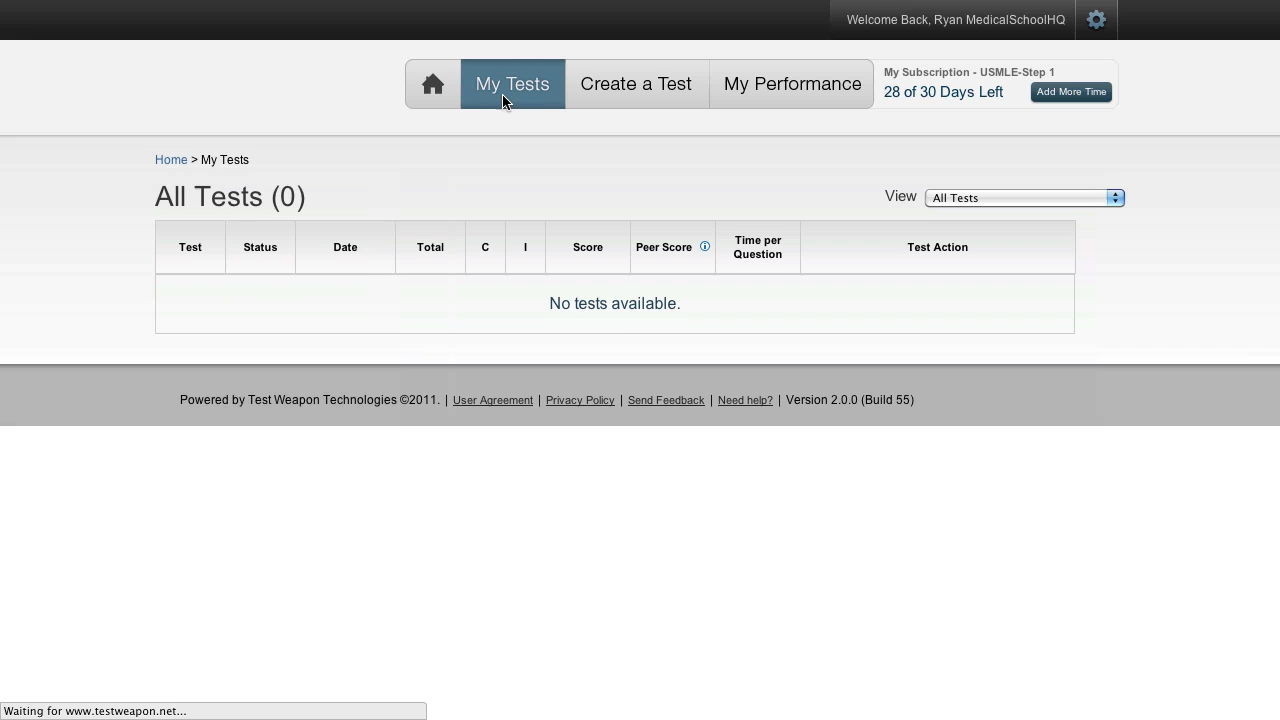 Welcome Back, Ryan MedicalSchoolHQ
My Tests
Create a Test
My Performance
My Subscription - USMLE-Step 1
28 of 30 Days Left
Add More Time
Home > My Tests
All Tests (0)
View
All Tests
Test
Status
Date
Total
C
I
Score
Peer Score
Time per
Question
Test Action
No tests available.
Powered by Test Weapon Technologies ©2011. | User Agreement | Privacy Policy | Send Feedback | Need help? | Version 2.0.0 (Build 55)
Waiting for www.testweapon.net...